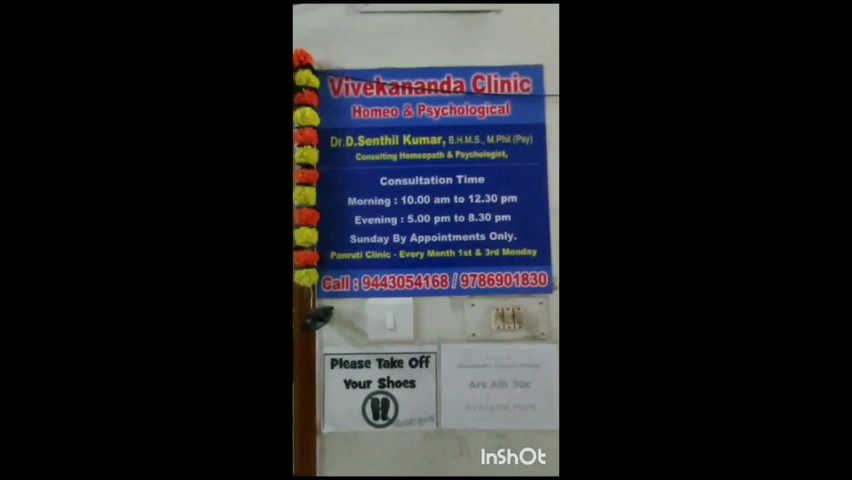 Vivekananda Clinic
Homeo & Psychological
Dr.D.Senthil Kumar, B.H.M.S., M.Phil (Psy)
Consulting Homeopath & Psychologist,
Consultation Time
Morning : 10.00 am to 12.30 pm
Evening : 5.00 pm to 8.30 pm
Sunday By Appointments Only.
Panruti Clinic - Every Month 1st & 3rd Monday
Call : 9443054168 / 9786901830
Please Take Off
Your Shoes
Ars Alb 30c
Available Here
InShOt